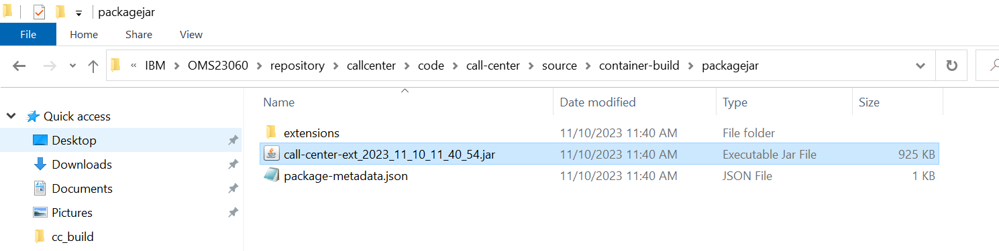 packagejar
File Home Share View
« IBM > OMS23060 > repository > callcenter > code > call-center > source > container-build > packagejar
Name Date modified Type Size
Quick access
extensions 11/10/2023 11:40 AM File folder
Desktop
call-center-ext_2023_11_10_11_40_54.jar 11/10/2023 11:40 AM Executable Jar File 925 KB
Downloads
package-metadata.json 11/10/2023 11:40 AM JSON File 1 KB
Documents
Pictures
cc_build